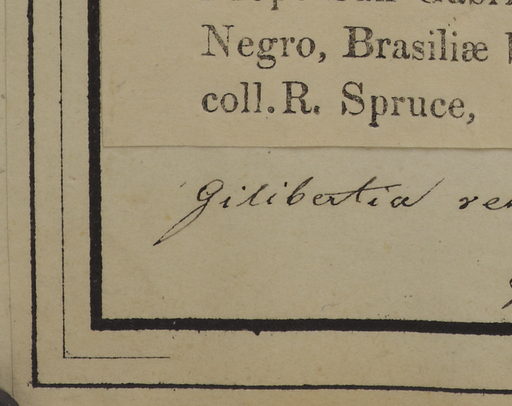 Negro, Brasiliæ
coll. R. Spruce,
Gilibertia